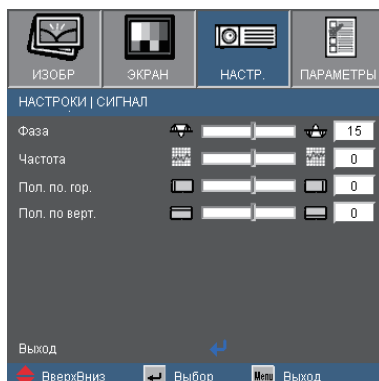 ИЗОБР ЭКРАН НАСТР. ПАРАМЕТРЫ
НАСТРОКИ | СИГНАЛ
Фаза 15
Частота 0
Пол. по. гор. 0
Пол. по верт. 0
Выход
ВверхВниз Выбор Menu Выход